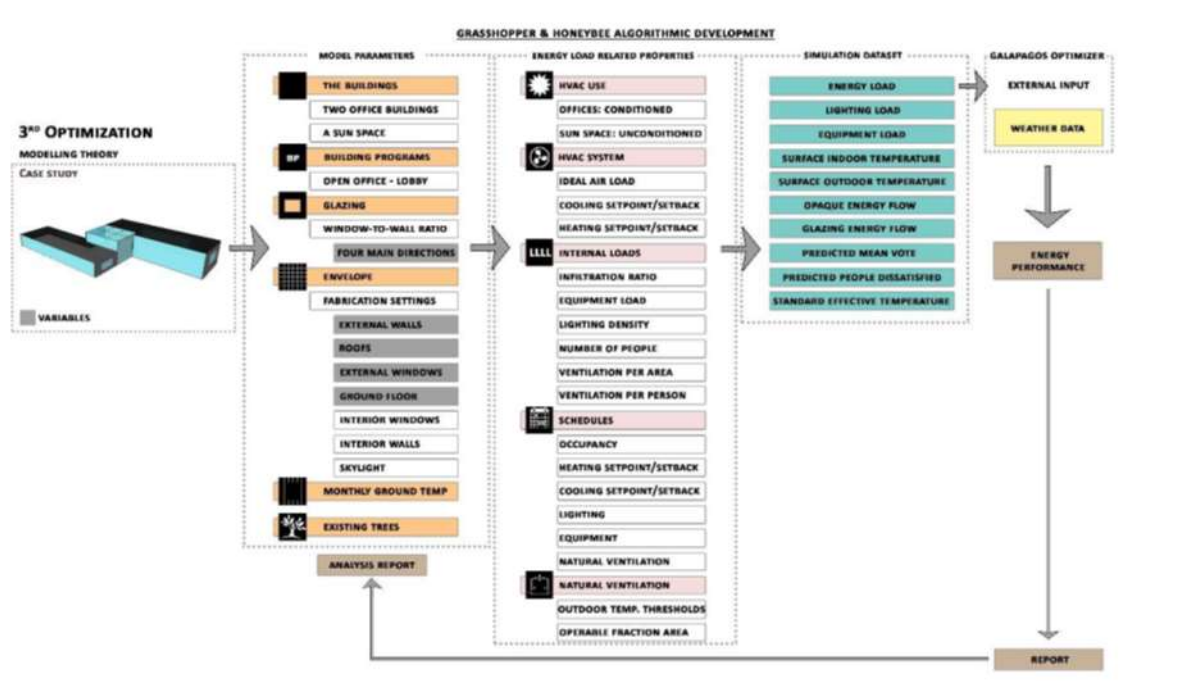 GRASSHOPPER & HONEYBEE ALGORITHMIC DEVELOPMENT
3RD OPTIMIZATION
MODELLING THEORY
CASE STUDY
VARIABLES
MODEL PARAMETERS
THE BUILDINGS
TWO OFFICE BUILDINGS
A SUN SPACE
BP
BUILDING PROGRAMS
OPEN OFFICE - LOBBY
GLAZING
WINDOW-TO-WALL RATIO
FOUR MAIN DIRECTIONS
ENVELOPE
FABRICATION SETTINGS
EXTERNAL WALLS
ROOFS
EXTERNAL WINDOWS
GROUND FLOOR
INTERIOR WINDOWS
INTERIOR WALLS
SKYLIGHT
MONTHLY GROUND TEMP
EXISTING TREES
ANALYSIS REPORT
ENERGY LOAD RELATED PROPERTIES
HVAC USE
OFFICES: CONDITIONED
SUN SPACE: UNCONDITIONED
HVAC SYSTEM
IDEAL AIR LOAD
COOLING SETPOINT/SETBACK
HEATING SETPOINT/SETBACK
LLLL
INTERNAL LOADS
INFILTRATION RATIO
EQUIPMENT LOAD
LIGHTING DENSITY
NUMBER OF PEOPLE
VENTILATION PER AREA
VENTILATION PER PERSON
SCHEDULES
OCCUPANCY
HEATING SETPOINT/SETBACK
COOLING SETPOINT/SETBACK
LIGHTING
EQUIPMENT
NATURAL VENTILATION
NATURAL VENTILATION
OUTDOOR TEMP. THRESHOLDS
OPERABLE FRACTION AREA
SIMULATION DATASET
ENERGY LOAD
LIGHTING LOAD
EQUIPMENT LOAD
SURFACE INDOOR TEMPERATURE
SURFACE OUTDOOR TEMPERATURE
OPAQUE ENERGY FLOW
GLAZING ENERGY FLOW
PREDICTED MEAN VOTE
PREDICTED PEOPLE DISSATISFIED
STANDARD EFFECTIVE TEMPERATURE
GALAPAGOS OPTIMIZER
EXTERNAL INPUT
WEATHER DATA
ENERGY
PERFORMANCE
REPORT